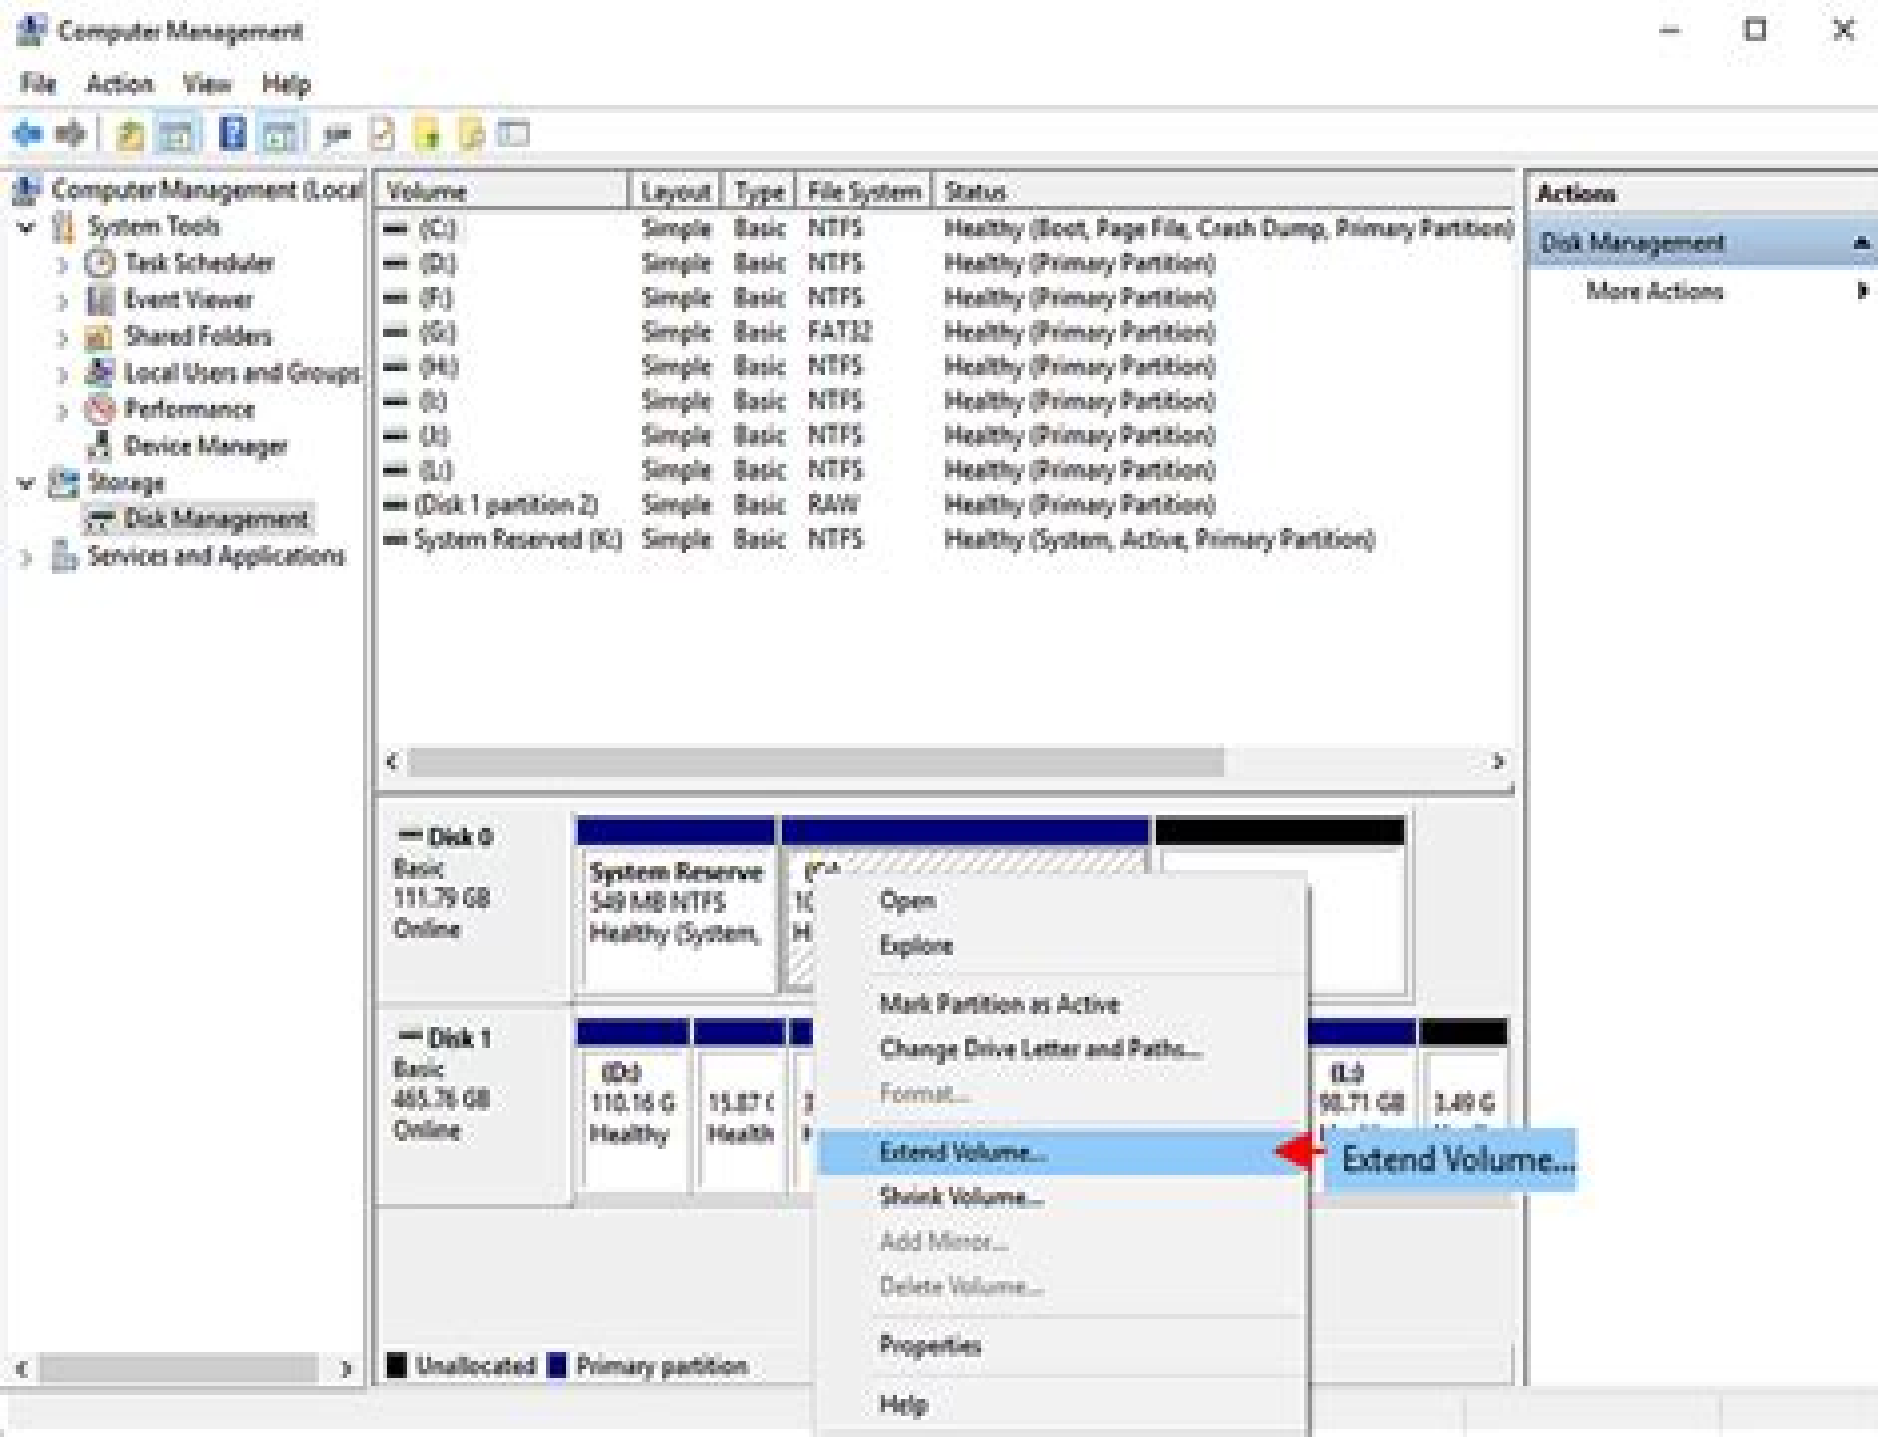 Computer Management
File Action View Help
Computer Management (Local
System Tools
Task Scheduler
Event Viewer
Shared Folders
Local Users and Groups
Performance
Device Manager
Storage
Disk Management
Services and Applications
Volume Layout Type File System Status
(C:) Simple Basic NTFS Healthy (Boot, Page File, Crash Dump, Primary Partition)
(D:) Simple Basic NTFS Healthy (Primary Partition)
(F:) Simple Basic NTFS Healthy (Primary Partition)
(G:) Simple Basic FAT32 Healthy (Primary Partition)
(H:) Simple Basic NTFS Healthy (Primary Partition)
(I:) Simple Basic NTFS Healthy (Primary Partition)
(J:) Simple Basic NTFS Healthy (Primary Partition)
(L:) Simple Basic NTFS Healthy (Primary Partition)
(Disk 1 partition 2) Simple Basic RAW Healthy (Primary Partition)
System Reserved (K:) Simple Basic NTFS Healthy (System, Active, Primary Partition)
Actions
Disk Management
More Actions
Disk 0
Basic
111.79 GB
Online
System Reserve
549 MB NTFS
Healthy (System,
Disk 1
Basic
465.76 GB
Online
(D:)
110.16 G
Healthy
15.87 G
Health
(L:)
98.71 GB
3.49 G
Open
Explore
Mark Partition as Active
Change Drive Letter and Paths...
Format...
Extend Volume...
Shrink Volume...
Add Mirror...
Delete Volume...
Properties
Help
Extend Volume...
Unallocated Primary partition